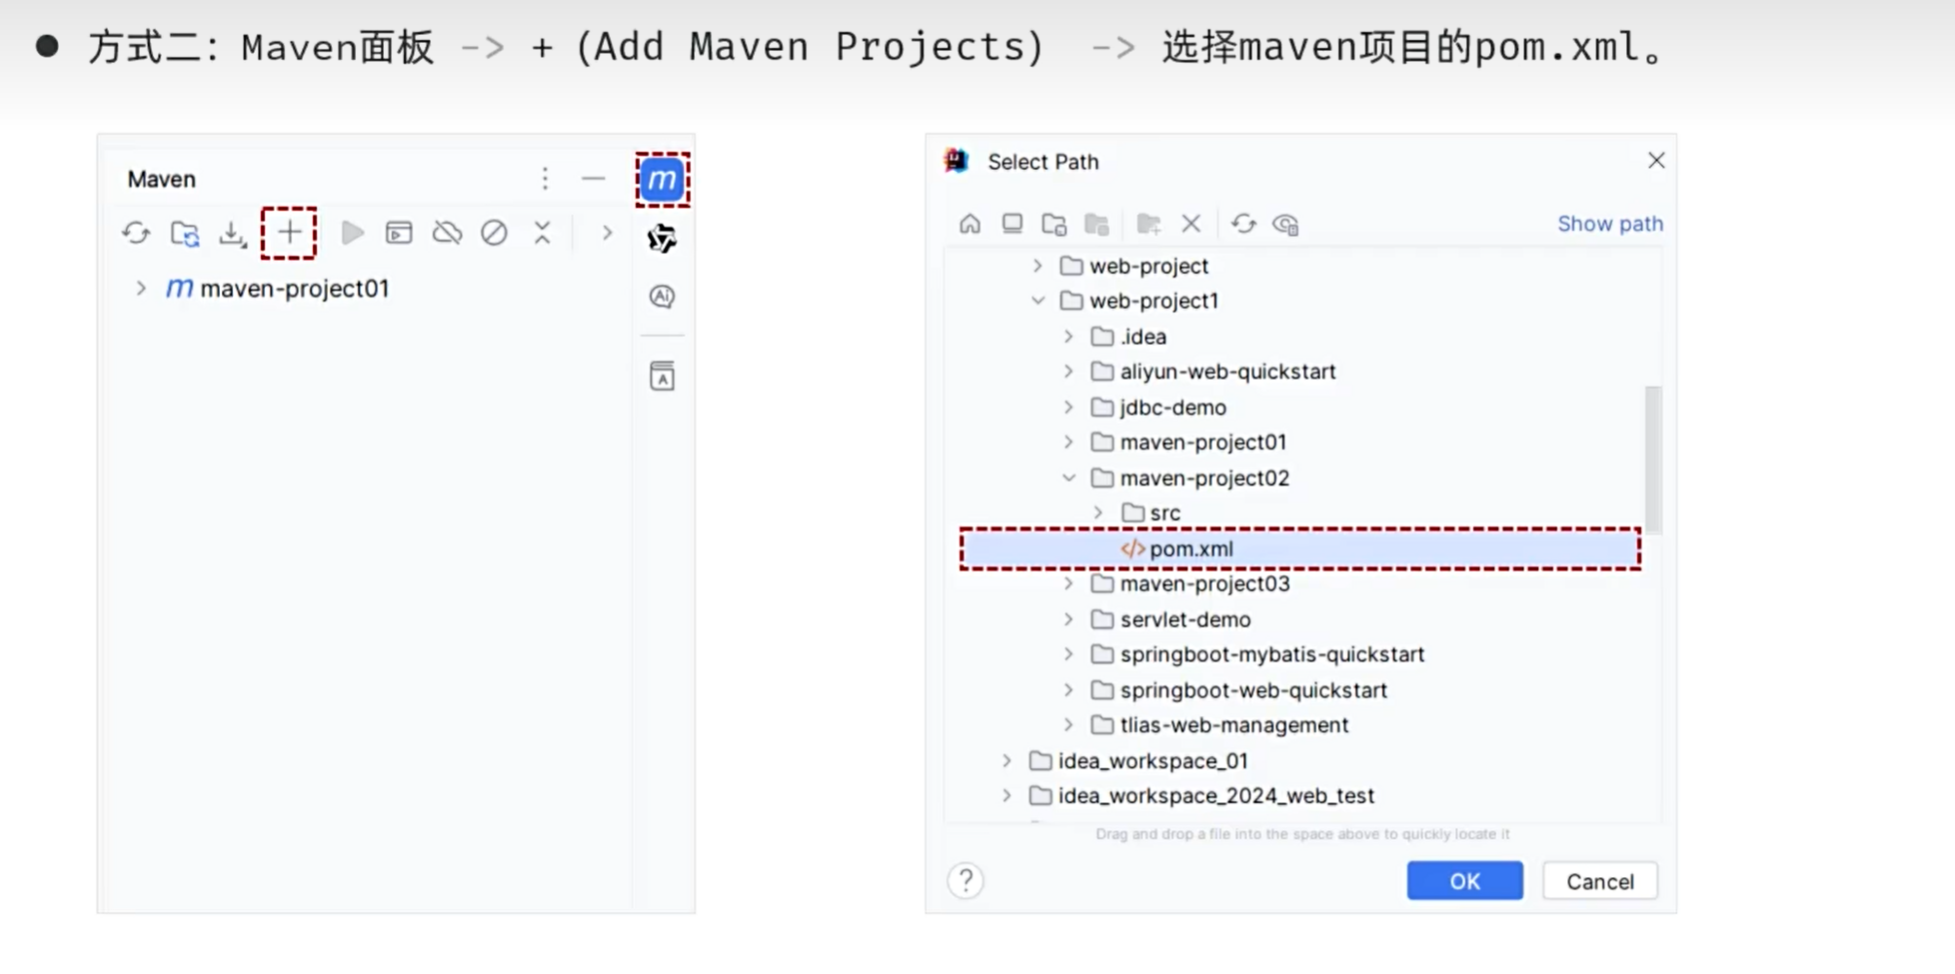 ● 方式二：Maven面板 -> + (Add Maven Projects) -> 选择maven项目的pom.xml。
Maven
m
maven-project01
AI
A
Select Path
Show path
web-project
web-project1
.idea
aliyun-web-quickstart
jdbc-demo
maven-project01
maven-project02
src
</> pom.xml
maven-project03
servlet-demo
springboot-mybatis-quickstart
springboot-web-quickstart
tlias-web-management
idea_workspace_01
idea_workspace_2024_web_test
Drag and drop a file into the space above to quickly locate it
?
OK
Cancel